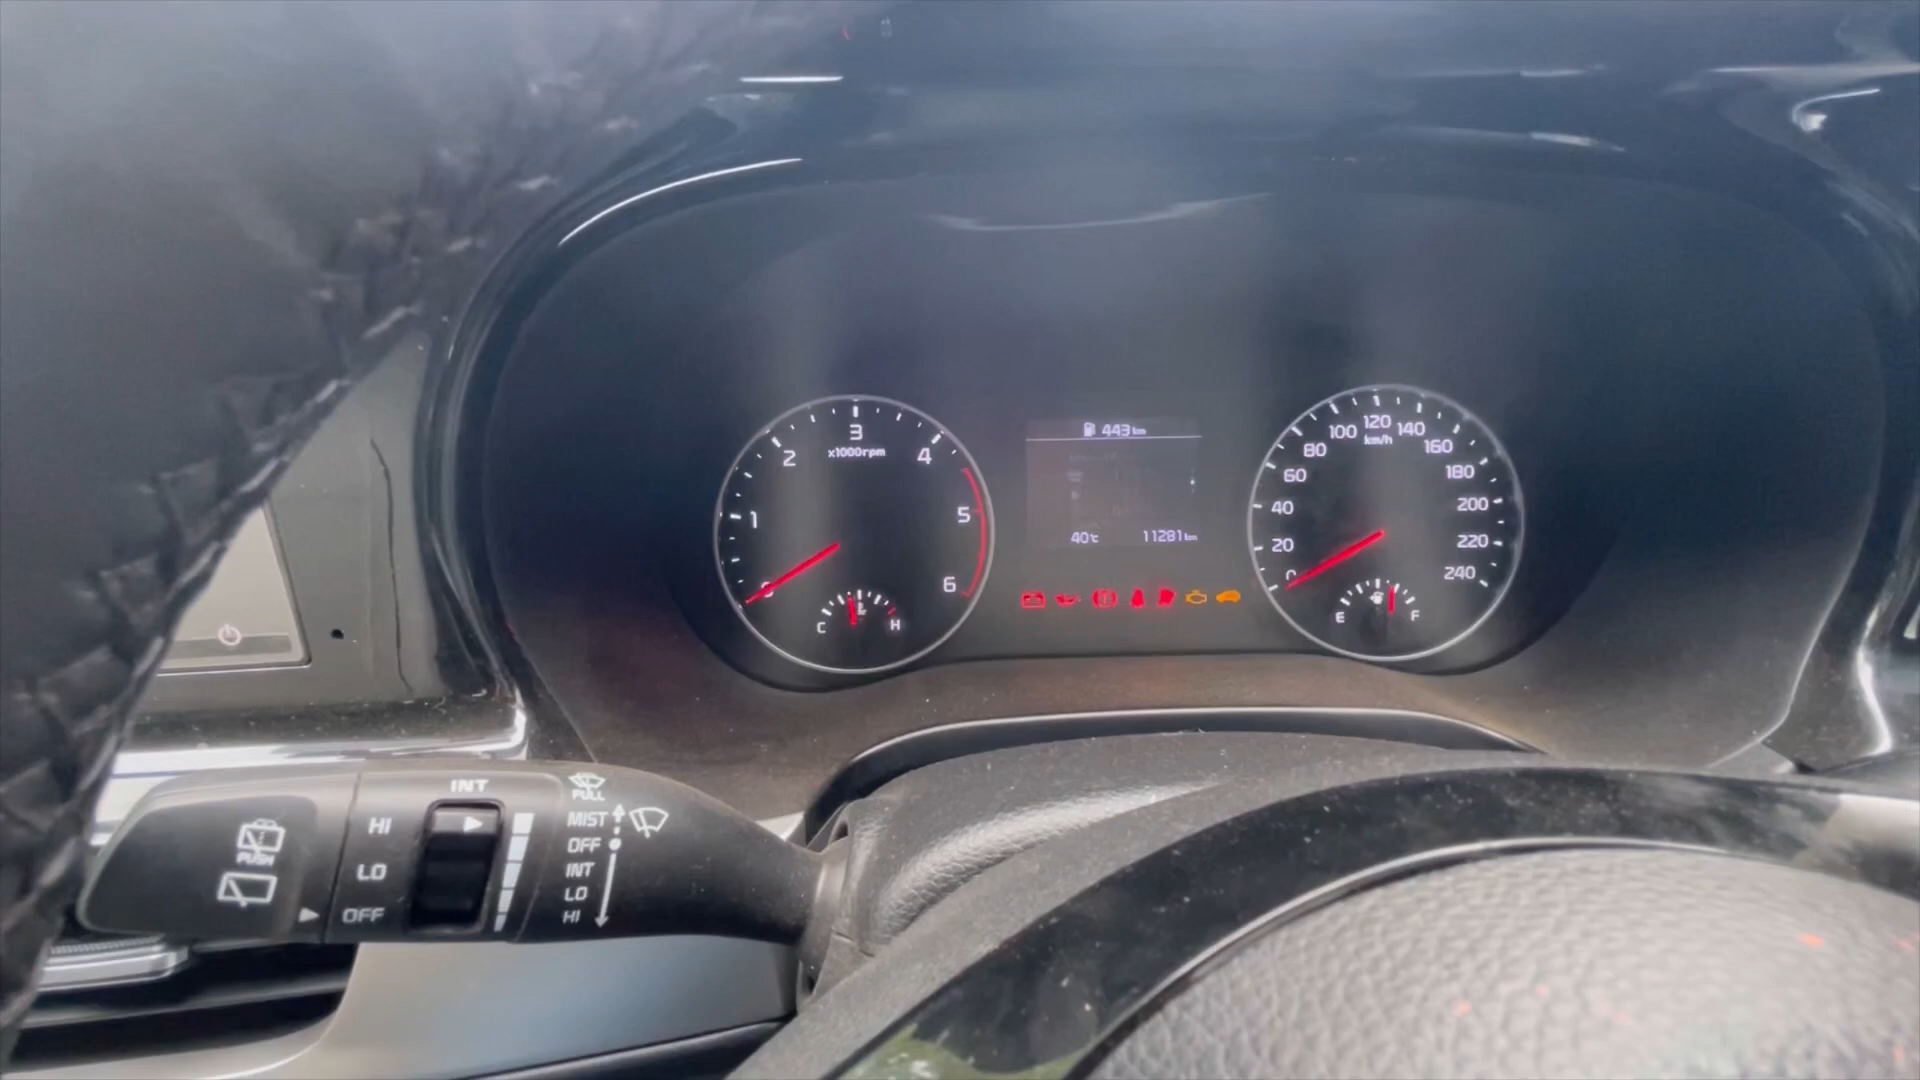 443 km
1
2
3
4
5
6
x1000rpm
C
H
40℃ 11281 km
0
20
40
60
80
100
120
140
160
180
200
220
240
km/h
E
F
INT
HI
LO
OFF
PUSH
PULL
MIST
OFF
INT
LO
HI